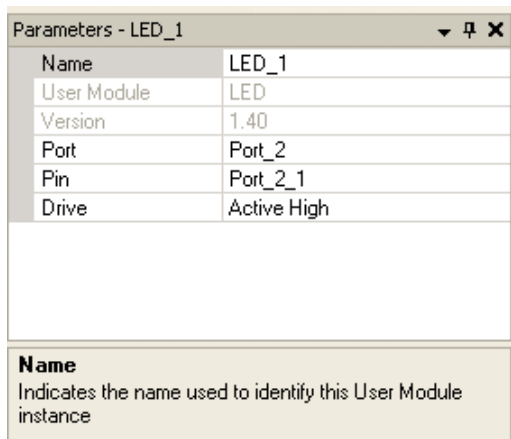 Parameters - LED_1
Name LED_1
User Module LED
Version 1.40
Port Port_2
Pin Port_2_1
Drive Active High
Name
Indicates the name used to identify this User Module
instance